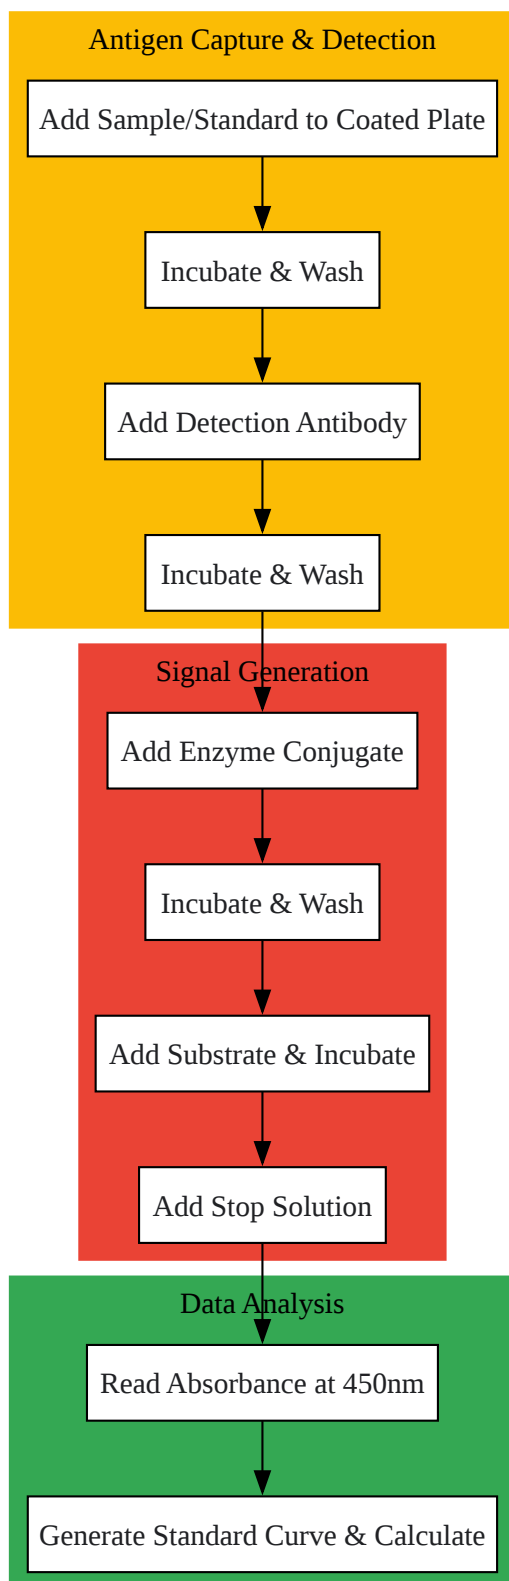 Antigen Capture & Detection
Add Sample/Standard to Coated Plate
Incubate & Wash
Add Detection Antibody
Incubate & Wash
Signal Generation
Add Enzyme Conjugate
Incubate & Wash
Add Substrate & Incubate
Add Stop Solution
Data Analysis
Read Absorbance at 450nm
Generate Standard Curve & Calculate